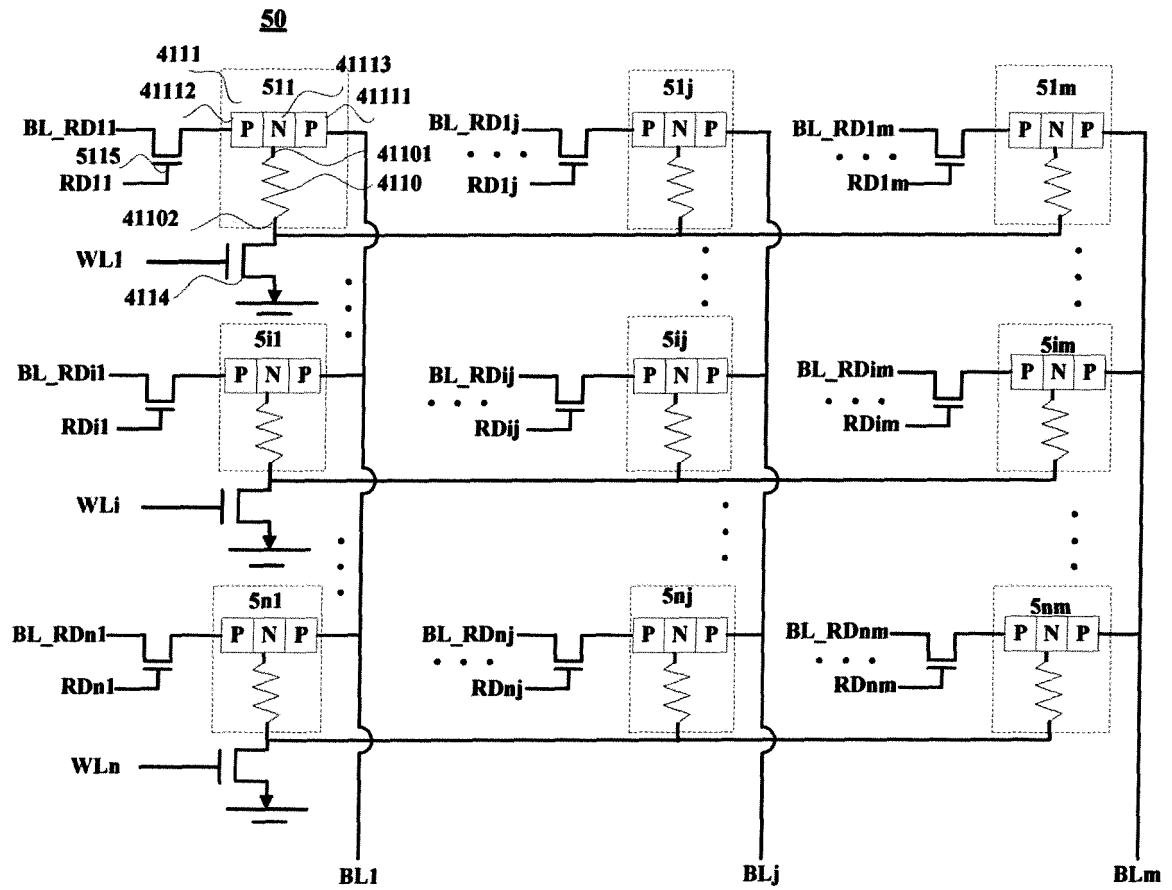 50
4111
41113
41112
511
41111
51j
51m
BL_RD11
P N P
BL_RD1j
P N P
BL_RD1m
P N P
5115
41101
RD11
4110
RD1j
RD1m
41102
WL1
4114
5i1
5ij
5im
BL_RDi1
P N P
BL_RDij
P N P
BL_RDim
P N P
RDi1
RDij
RDim
WLi
5n1
5nj
5nm
BL_RDn1
P N P
BL_RDnj
P N P
BL_RDnm
P N P
RDn1
RDnj
RDnm
WLn
BL1
BLj
BLm